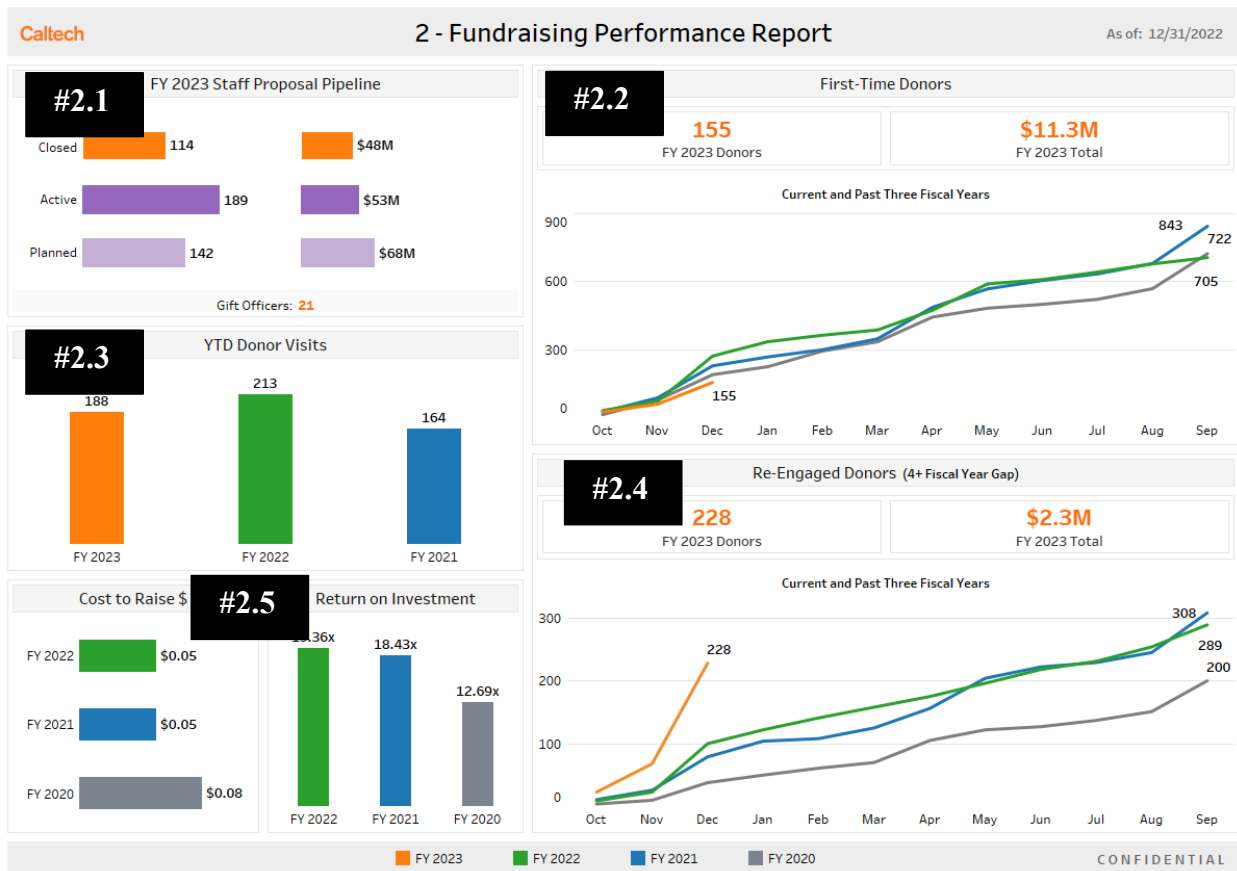 Caltech
2 - Fundraising Performance Report
As of: 12/31/2022
#2.1
FY 2023 Staff Proposal Pipeline
Closed 114 $48M
Active 189 $53M
Planned 142 $68M
Gift Officers: 21
#2.2
First-Time Donors
155 $11.3M
FY 2023 Donors FY 2023 Total
Current and Past Three Fiscal Years
900 843
722
600 705
300
155
0
Oct Nov Dec Jan Feb Mar Apr May Jun Jul Aug Sep
#2.3
YTD Donor Visits
188 213 164
FY 2023 FY 2022 FY 2021
#2.4
Re-Engaged Donors (4+ Fiscal Year Gap)
228 $2.3M
FY 2023 Donors FY 2023 Total
Current and Past Three Fiscal Years
300 308
228 289
200 200
100
0
Oct Nov Dec Jan Feb Mar Apr May Jun Jul Aug Sep
Cost to Raise $
#2.5
Return on Investment
FY 2022 $0.05
FY 2021 $0.05
FY 2020 $0.08
18.43x 12.69x
FY 2022 FY 2021 FY 2020
FY 2023 FY 2022 FY 2021 FY 2020
CONFIDENTIAL